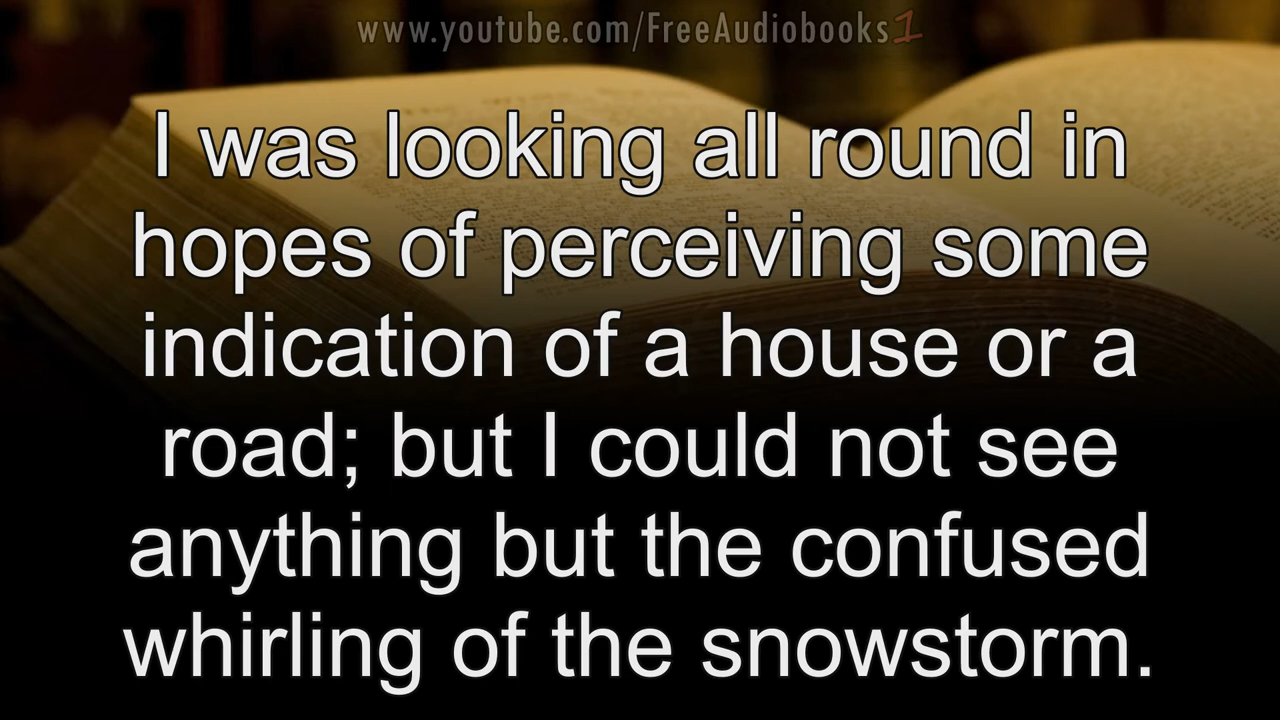 www.youtube.com/FreeAudiobooks1
I was looking all round in
hopes of perceiving some
indication of a house or a
road; but I could not see
anything but the confused
whirling of the snowstorm.